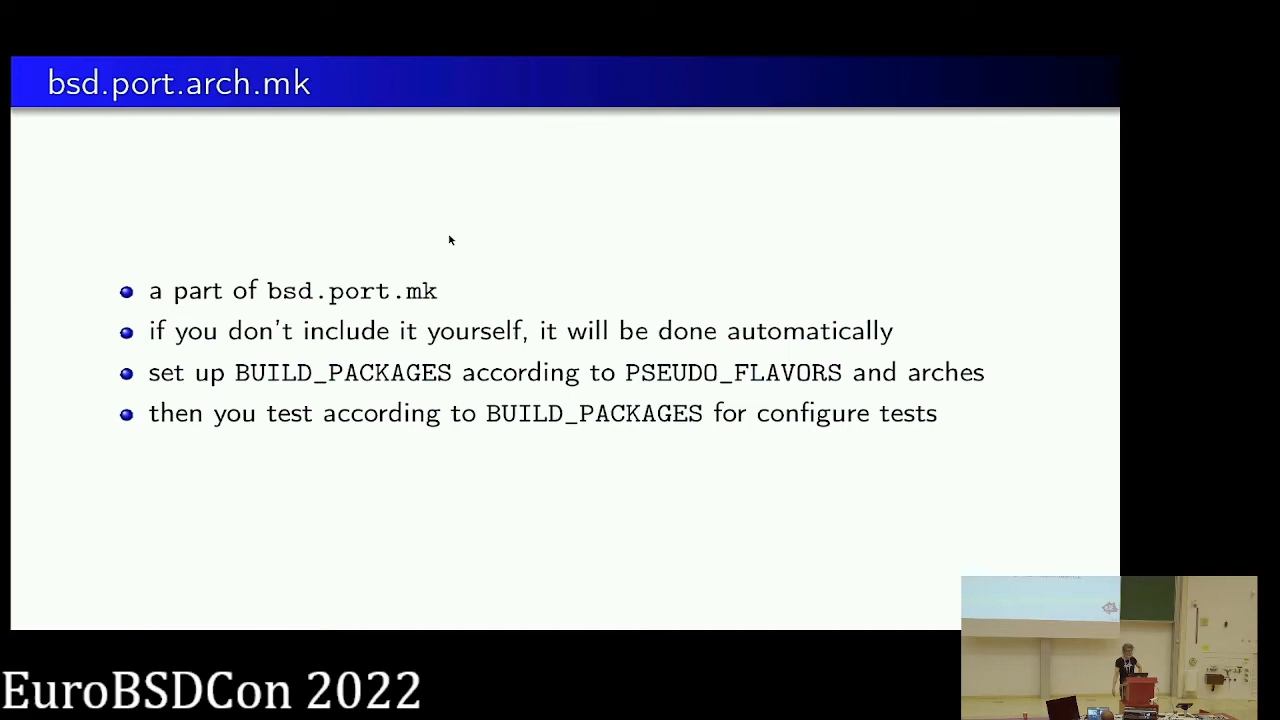 bsd.port.arch.mk
a part of bsd.port.mk
if you don't include it yourself, it will be done automatically
set up BUILD_PACKAGES according to PSEUDO_FLAVORS and arches
then you test according to BUILD_PACKAGES for configure tests
EuroBSDCon 2022